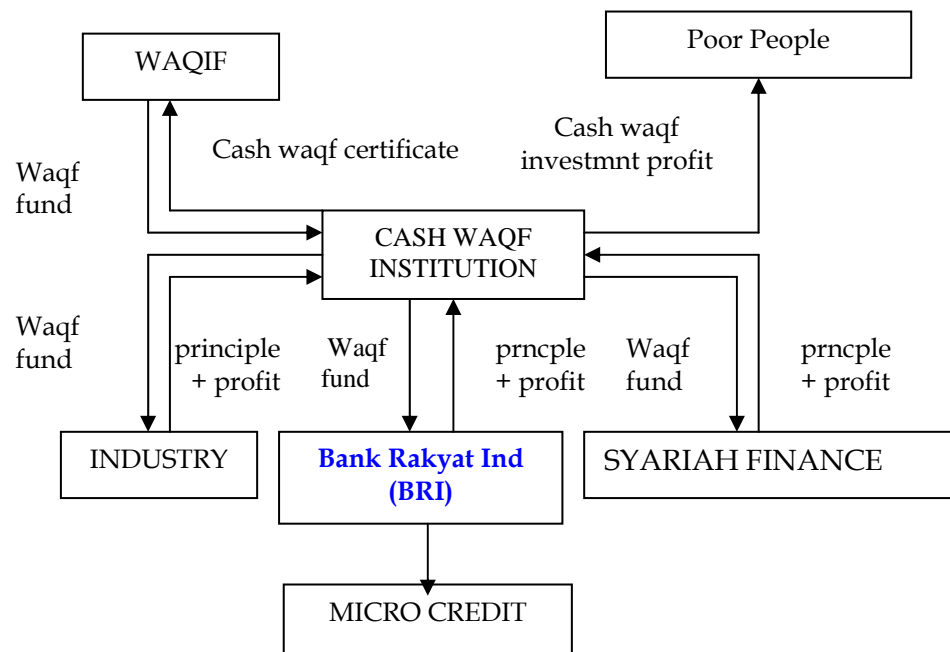 WAQIF
Poor People
Cash waqf certificate
Cash waqf
investmnt profit
Waqf
fund
CASH WAQF
INSTITUTION
Waqf
fund
principle
+ profit
Waqf
fund
prncple
+ profit
Waqf
fund
prncple
+ profit
INDUSTRY
Bank Rakyat Ind
(BRI)
SYARIAH FINANCE
MICRO CREDIT